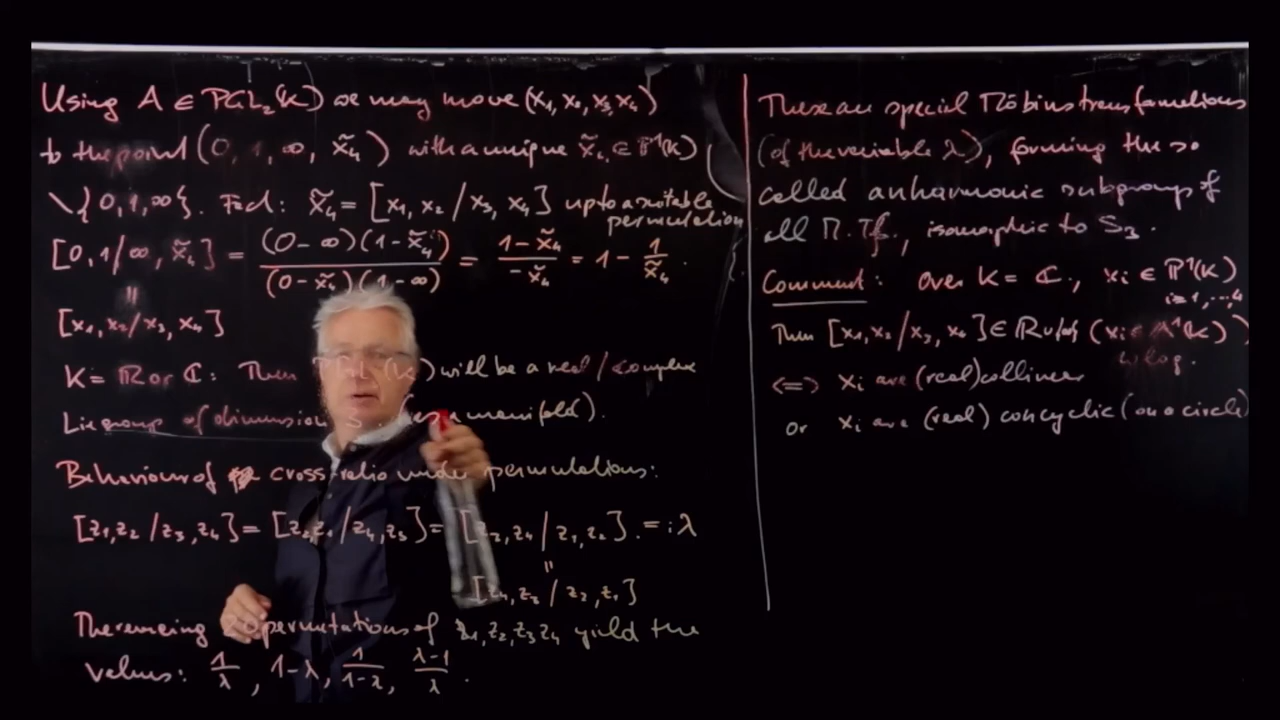 Using A ∈ PGL₂(K) we may move (x₁, x₂, x₃, x₄)
to the point (0, 1, ∞, x̃₄) with a unique x̃₄ ∈ P¹(K)
\{0,1,∞}. Fact: x̃₄ = [x₁, x₂ / x₃, x₄] up to a suitable
permutation
[0, 1 / ∞, x̃₄] = (0-∞)(1-x̃₄) / (0-x̃₄)(1-∞) = 1-x̃₄ / -x̃₄ = 1 - 1/x̃₄ .
=
[x₁, x₂ / x₃, x₄]
K = ℝ or ℂ: Then (K) will be a real / complex
Lie group of dimension 3 (as a manifold).
Behaviour of cross-ratio under permutations:
[z₁, z₂ / z₃, z₄] = [z₂, z₁ / z₄, z₃] = [z₃, z₄ / z₁, z₂] . =: λ
=
[z₄, z₃ / z₂, z₁]
The remaing permutations of z₁, z₂, z₃ z₄ yield the
values: 1/λ , 1-λ , 1/1-λ , λ-1/λ .
These are special Möbius transformations
(of the variable λ), forming the so
called anharmonic subgroup of
all M. Tf., isomorphic to S₃ .
Comment: Over K = ℂ, xᵢ ∈ P¹(K)
i=1,…,4
Then [x₁, x₂ / x₃, x₄] ∈ ℝ ∪ {∞} (xᵢ ∈ A¹(K))
wlog.
⟺ xᵢ are (real) collinear
or xᵢ are (real) concyclic (on a circle)